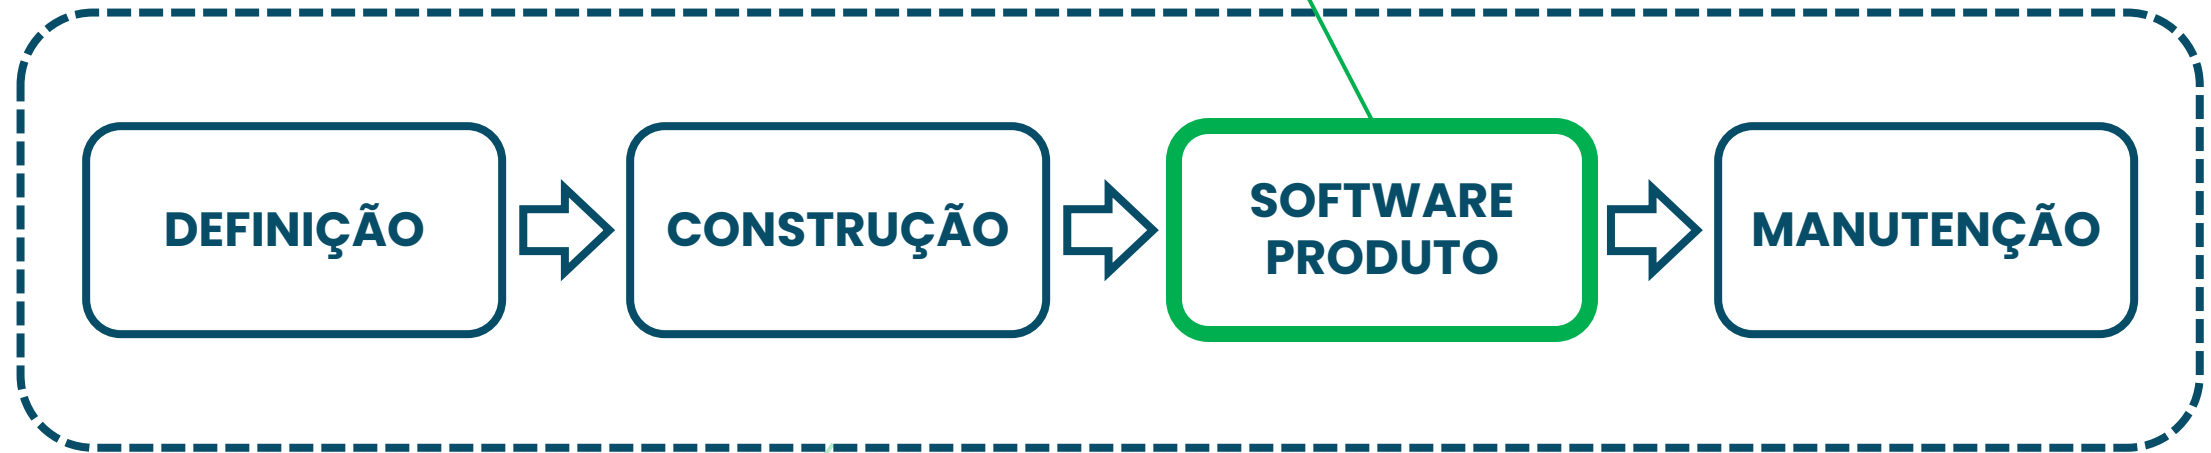 DEFINIÇÃO
CONSTRUÇÃO
SOFTWARE
PRODUTO
MANUTENÇÃO